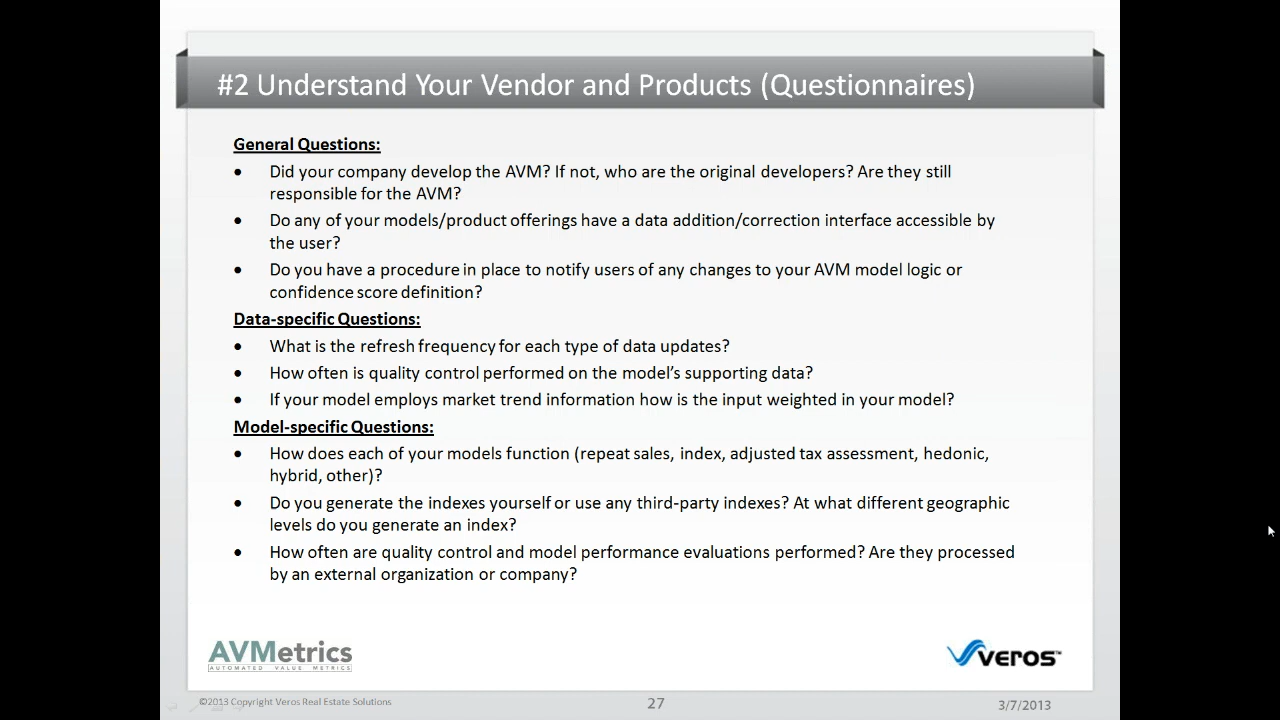 #2 Understand Your Vendor and Products (Questionnaires)
General Questions:
• Did your company develop the AVM? If not, who are the original developers? Are they still
responsible for the AVM?
• Do any of your models/product offerings have a data addition/correction interface accessible by
the user?
• Do you have a procedure in place to notify users of any changes to your AVM model logic or
confidence score definition?
Data-specific Questions:
• What is the refresh frequency for each type of data updates?
• How often is quality control performed on the model's supporting data?
• If your model employs market trend information how is the input weighted in your model?
Model-specific Questions:
• How does each of your models function (repeat sales, index, adjusted tax assessment, hedonic,
hybrid, other)?
• Do you generate the indexes yourself or use any third-party indexes? At what different geographic
levels do you generate an index?
• How often are quality control and model performance evaluations performed? Are they processed
by an external organization or company?
AVMetrics
AUTOMATED VALUE METRICS
VEROS™
©2013 Copyright Veros Real Estate Solutions
27
3/7/2013